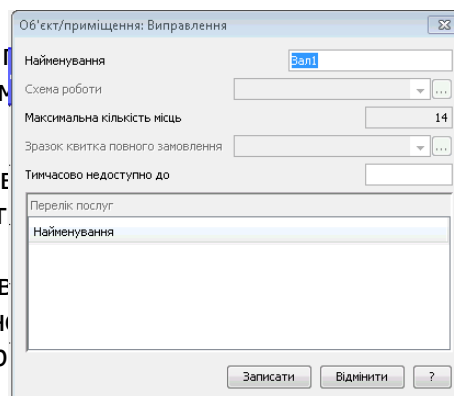 Об'єкт/приміщення: Виправлення
Найменування Вал1
Схема роботи
Максимальна кількість місць 14
Зразок квитка повного замовлення
Тимчасово недоступно до
Перелік послуг
Найменування
Записати Відмінити ?